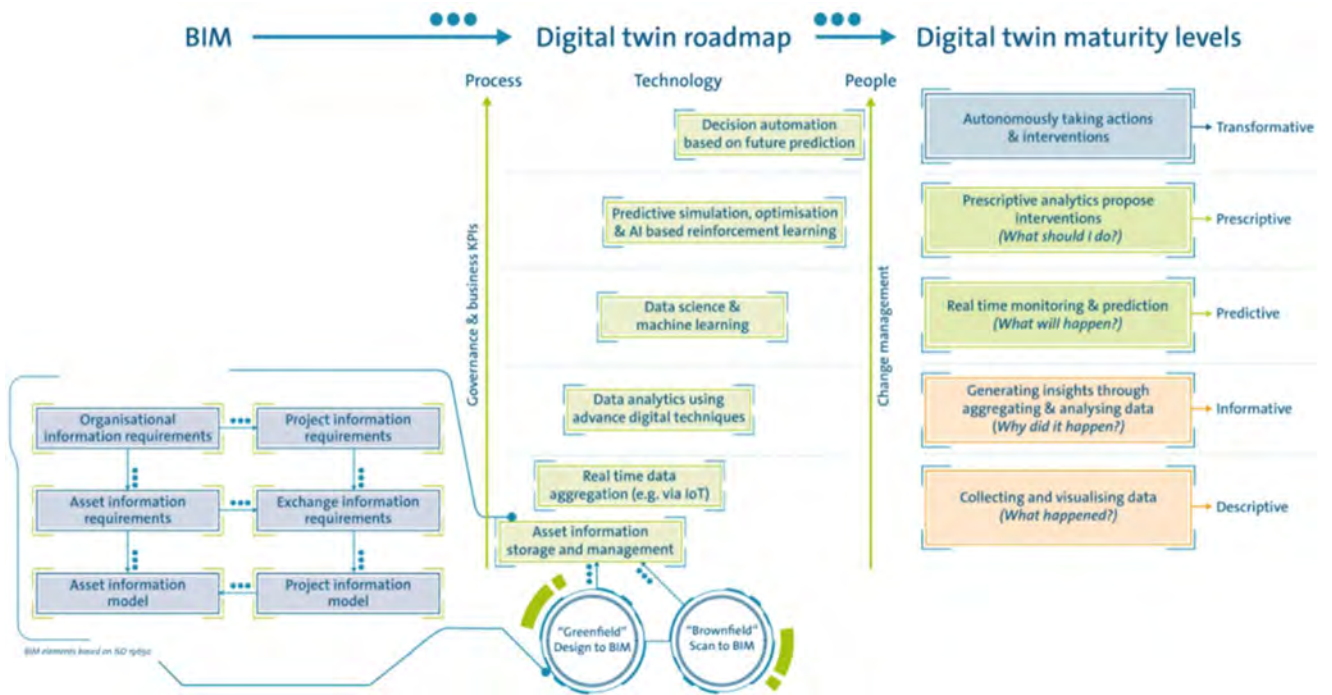 BIM
Digital twin roadmap
Digital twin maturity levels
Process
Technology
People
Governance & business KPIs
Change management
Decision automation
based on future prediction
Predictive simulation, optimisation
& AI based reinforcement learning
Data science &
machine learning
Data analytics using
advance digital techniques
Real time data
aggregation (e.g. via IoT)
Asset information
storage and management
"Greenfield"
Design to BIM
"Brownfield"
Scan to BIM
Organisational
information requirements
Project information
requirements
Asset information
requirements
Exchange information
requirements
Asset information
model
Project information
model
BIM elements based on ISO 19650
Autonomously taking actions
& interventions
Transformative
Prescriptive analytics propose
interventions
(What should I do?)
Prescriptive
Real time monitoring & prediction
(What will happen?)
Predictive
Generating insights through
aggregating & analysing data
(Why did it happen?)
Informative
Collecting and visualising data
(What happened?)
Descriptive